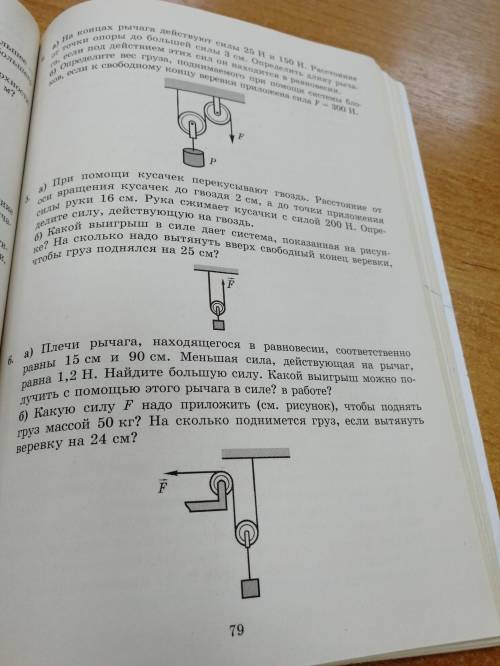 а) На концах рычага действуют силы 25 Н и 150 Н. Расстояние
от точки опоры до большей силы 3 см. Определить длину рыча-
га, если под действием этих сил он находится в равновесии.
б) Определите вес груза, поднимаемого при помощи системы бло-
ков, если к свободному концу веревки приложена сила F = 300 Н.
F
P
а) При помощи кусачек перекусывают гвоздь. Расстояние от
оси вращения кусачек до гвоздя 2 см, а до точки приложения
силы руки 16 см. Рука сжимает кусачки с силой 200 Н. Опре-
делите силу, действующую на гвоздь.
б) Какой выигрыш в силе дает система, показанная на рисун-
ке? На сколько надо вытянуть вверх свободный конец веревки,
чтобы груз поднялся на 25 см?
F
6. а) Плечи рычага, находящегося в равновесии, соответственно
равны 15 см и 90 см. Меньшая сила, действующая на рычаг,
равна 1,2 Н. Найдите большую силу. Какой выигрыш можно по-
лучить с помощью этого рычага в силе? в работе?
б) Какую силу F надо приложить (см. рисунок), чтобы поднять
груз массой 50 кг? На сколько поднимется груз, если вытянуть
веревку на 24 см?
F
79